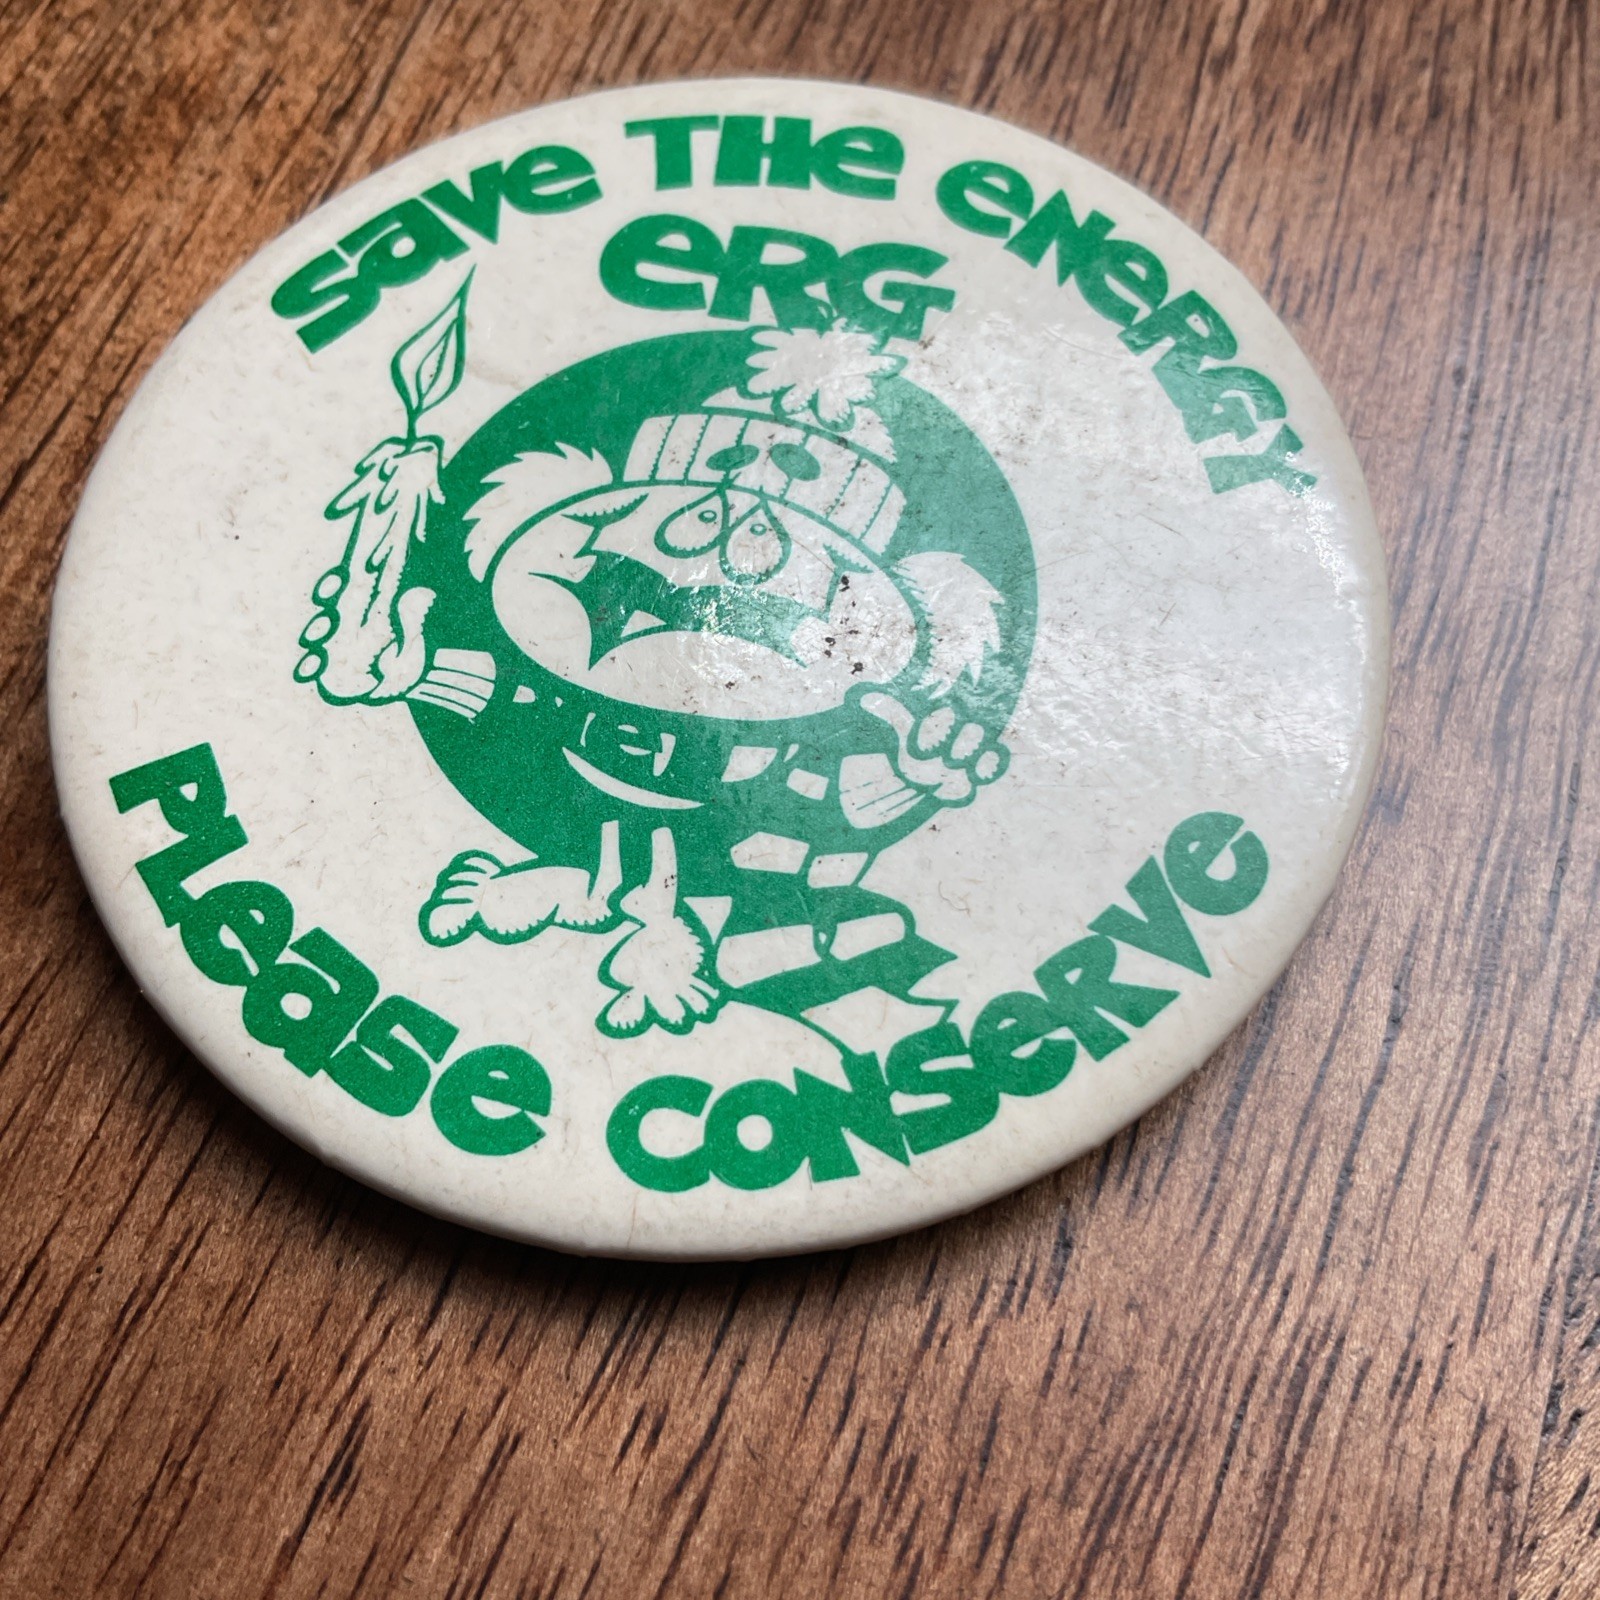 Save THe eNeRGY
eRG
PLease CONSeRVe